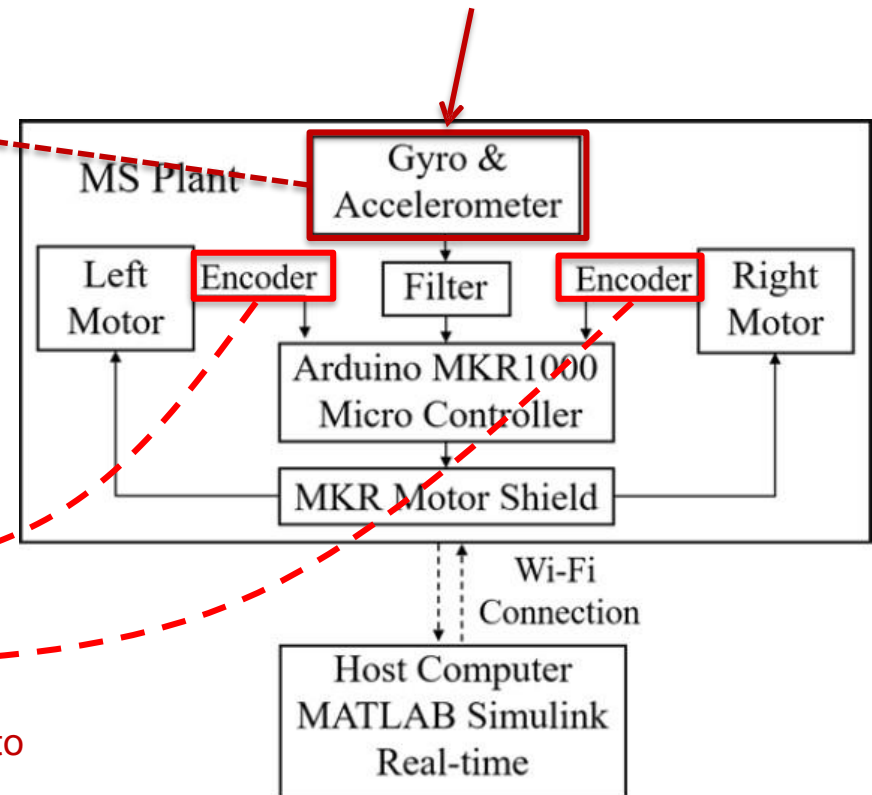 MS Plant
Gyro &
Accelerometer
Left
Motor
Encoder
Filter
Encoder
Right
Motor
Arduino MKR1000
Micro Controller
MKR Motor Shield
Wi-Fi
Connection
Host Computer
MATLAB Simulink
Real-time
to